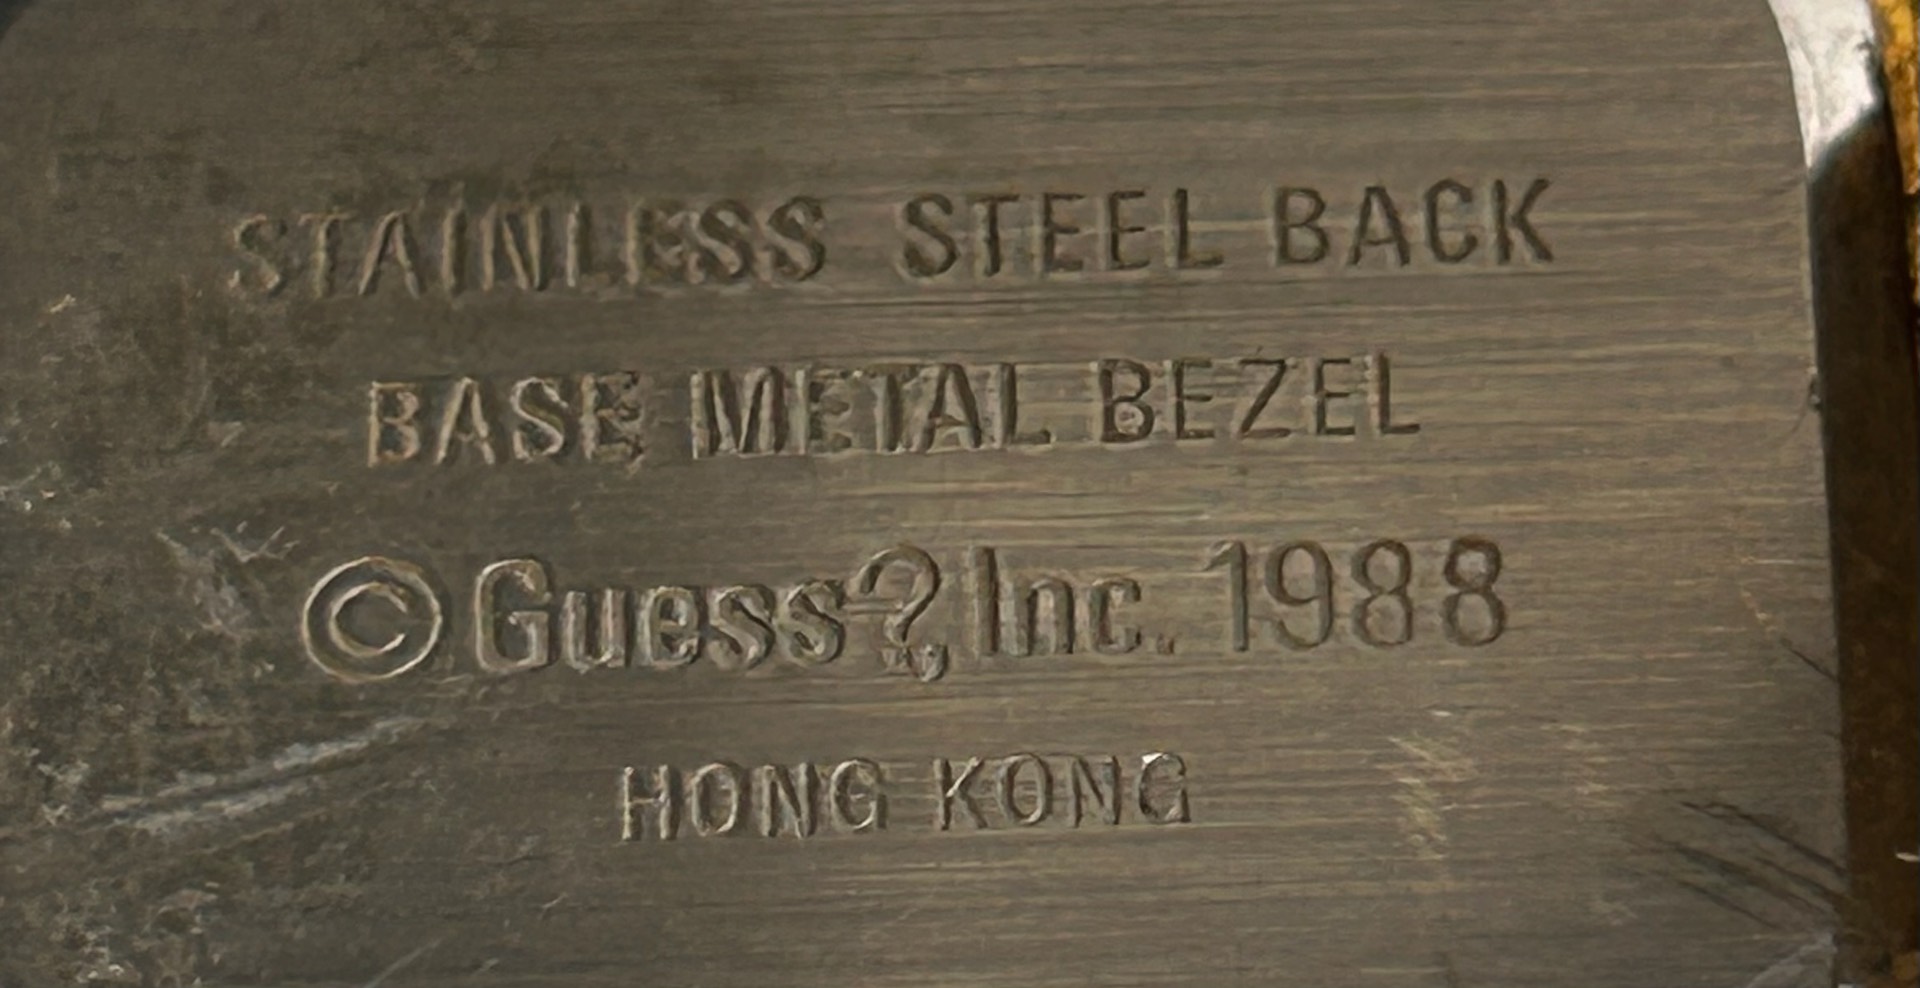 STAINLESS STEEL BACK
BASE METAL BEZEL
©Guess?, Inc. 1988
HONG KONG